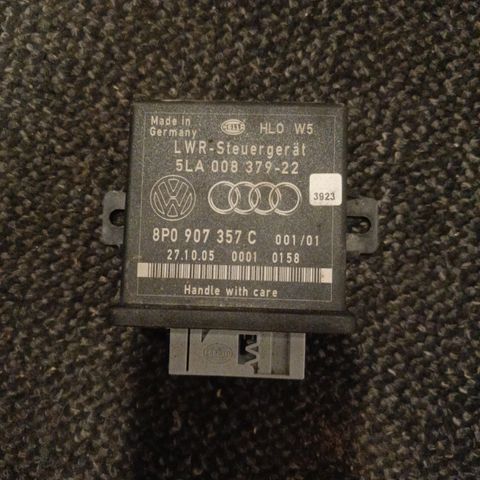 Made in
Germany
HELLA
HLO W5
LWR-Steuergerät
5LA 008 379-22
3923
8P0 907 357 C 001/01
27.10.05 0001 0158
Handle with care